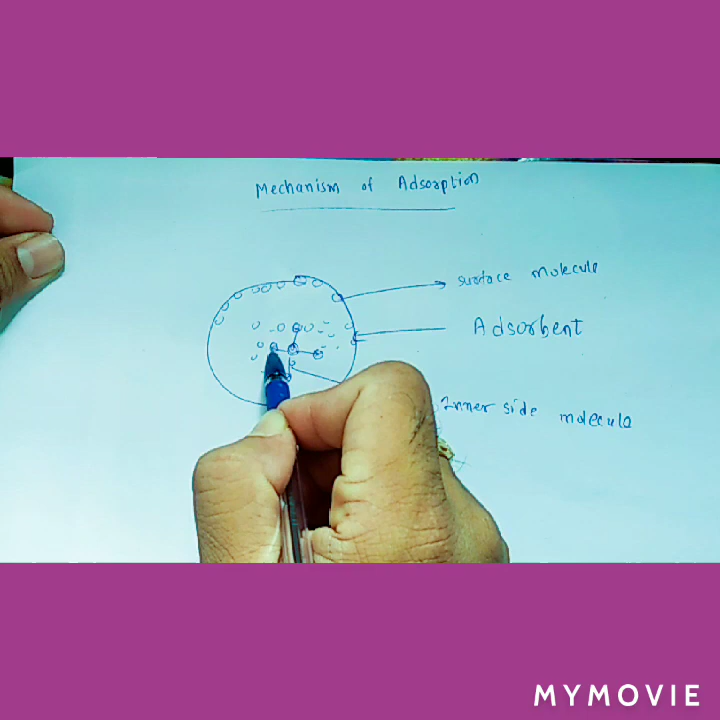 Mechanism of Adsorption
surface molecule
Adsorbent
Inner side molecule
MYMOVIE